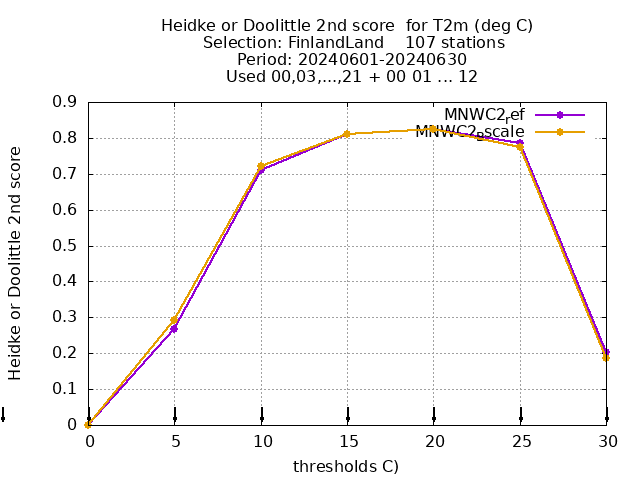 Heidke or Doolittle 2nd score  for T2m (deg C)
Selection: FinlandLand    107 stations
Period: 20240601-20240630
Used 00,03,...,21 + 00 01 ... 12
MNWC2ref
MNWC2pscale
Heidke or Doolittle 2nd score
0.9
0.8
0.7
0.6
0.5
0.4
0.3
0.2
0.1
0
0 5 10 15 20 25 30
thresholds C)